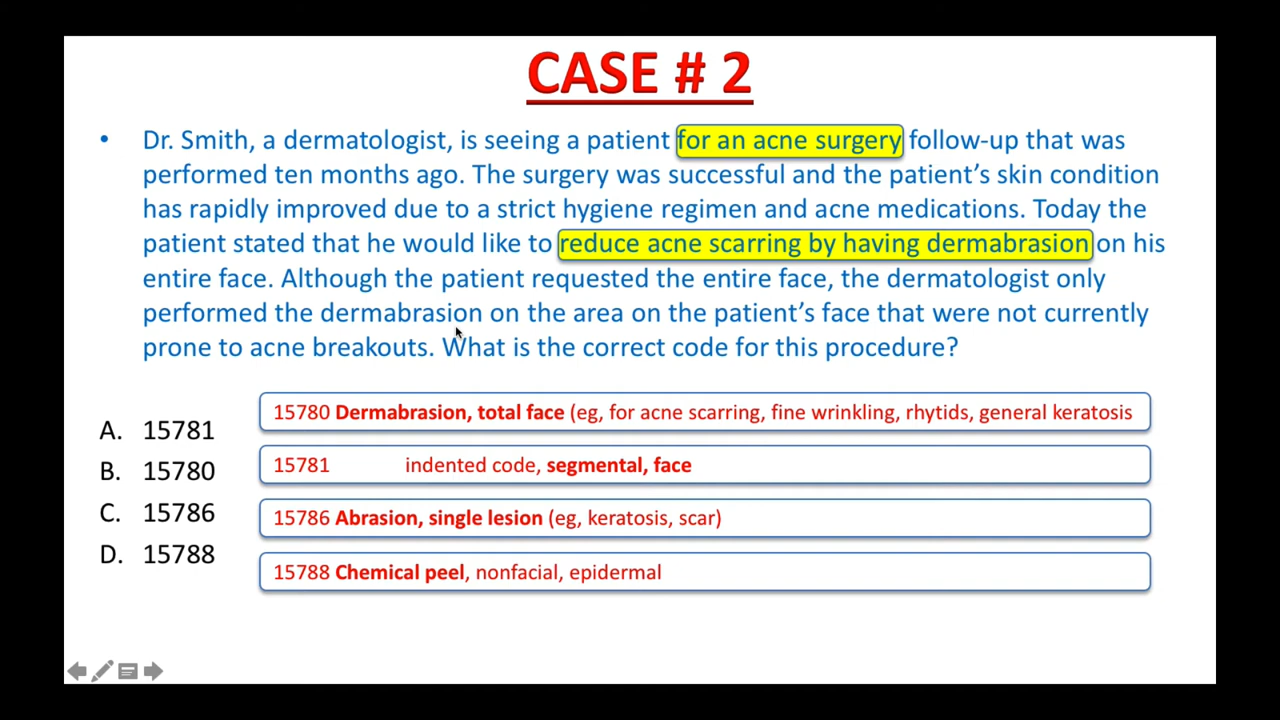 CASE # 2
• Dr. Smith, a dermatologist, is seeing a patient for an acne surgery follow-up that was
performed ten months ago. The surgery was successful and the patient’s skin condition
has rapidly improved due to a strict hygiene regimen and acne medications. Today the
patient stated that he would like to reduce acne scarring by having dermabrasion on his
entire face. Although the patient requested the entire face, the dermatologist only
performed the dermabrasion on the area on the patient’s face that were not currently
prone to acne breakouts. What is the correct code for this procedure?
A. 15781
B. 15780
C. 15786
D. 15788
15780 Dermabrasion, total face (eg, for acne scarring, fine wrinkling, rhytids, general keratosis
15781 indented code, segmental, face
15786 Abrasion, single lesion (eg, keratosis, scar)
15788 Chemical peel, nonfacial, epidermal